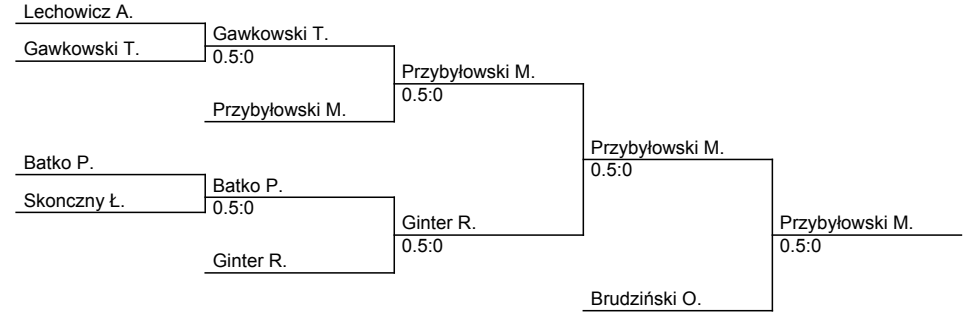 Lechowicz A.
Gawkowski T.
Gawkowski T.
0.5:0
Przybyłowski M.
0.5:0
Przybyłowski M.
Przybyłowski M.
0.5:0
Batko P.
Batko P.
0.5:0
Skonczny Ł.
Ginter R.
0.5:0
Przybyłowski M.
0.5:0
Ginter R.
Brudziński O.